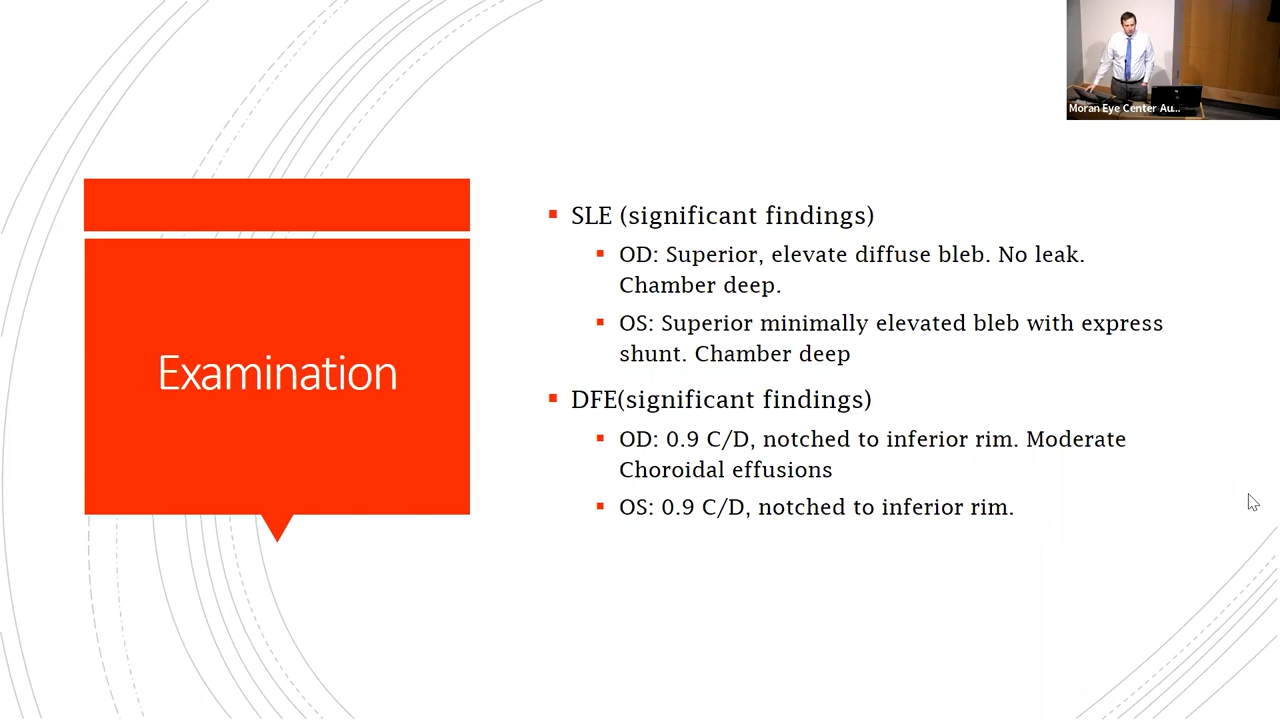 Moran Eye Center Au...
Examination
SLE (significant findings)
OD: Superior, elevate diffuse bleb. No leak.
Chamber deep.
OS: Superior minimally elevated bleb with express
shunt. Chamber deep
DFE(significant findings)
OD: 0.9 C/D, notched to inferior rim. Moderate
Choroidal effusions
OS: 0.9 C/D, notched to inferior rim.